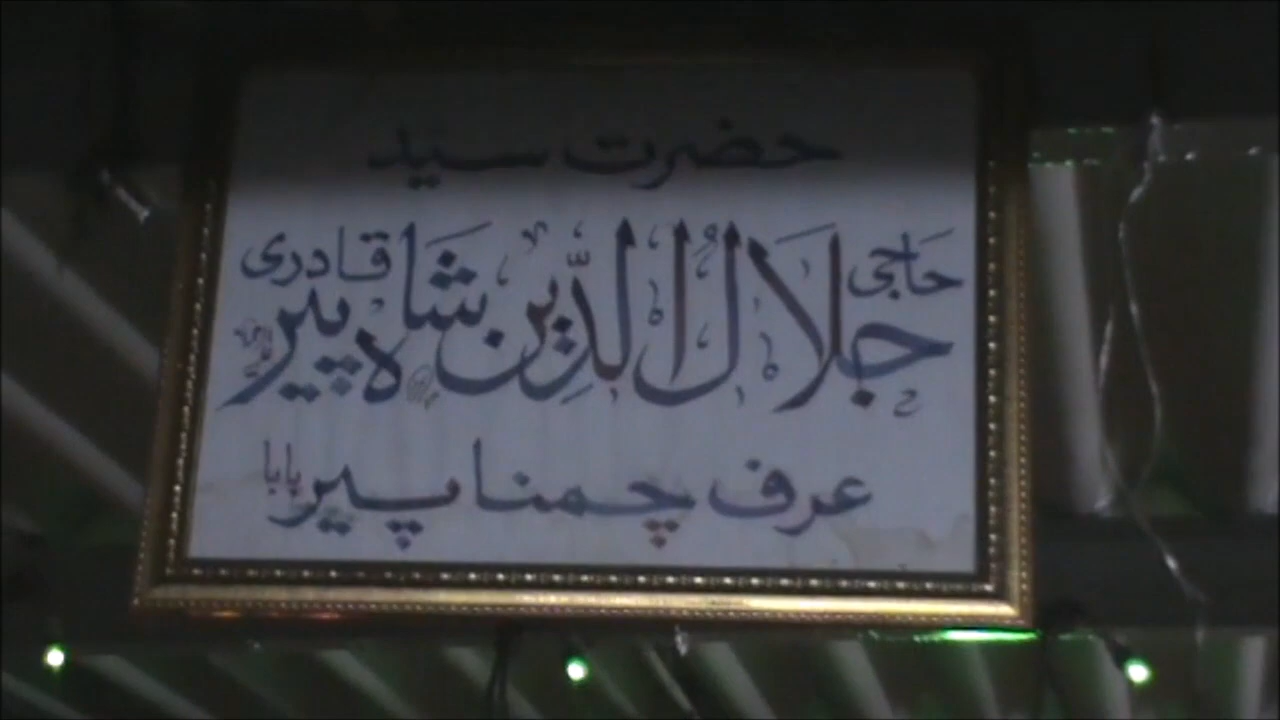 حضرت سید
حاجی جلال الدین شاہ قادری پیر
عرف چمنا پیر بابا